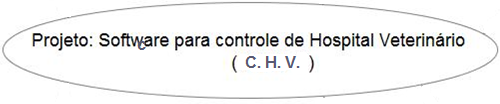 Projeto: Software para controle de Hospital Veterinário
( C. H. V. )